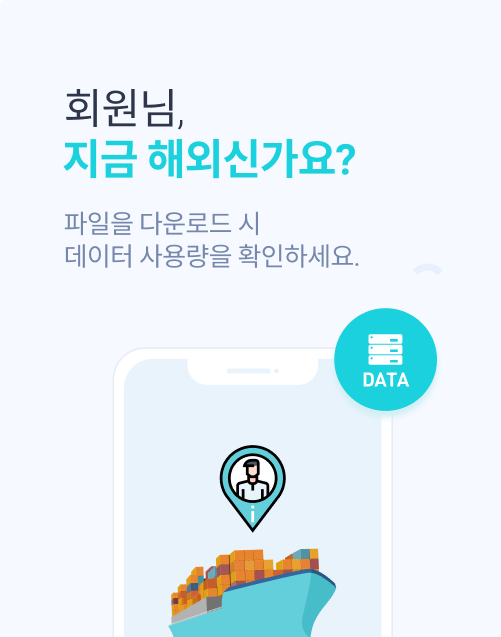 회원님,
지금 해외신가요?
파일을 다운로드 시
데이터 사용량을 확인하세요.
DATA